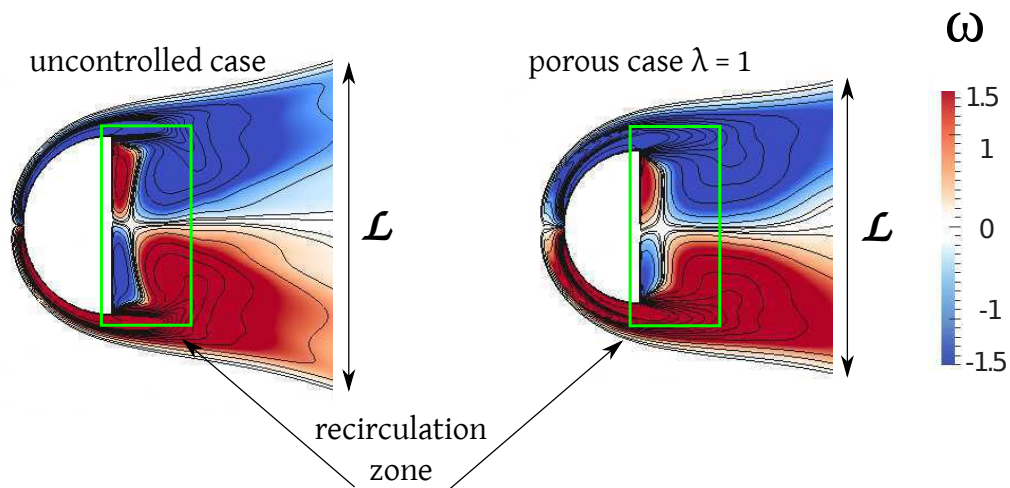 uncontrolled case
porous case λ = 1
ω
1.5
1
0
-1
-1.5
ℒ
ℒ
recirculation
zone